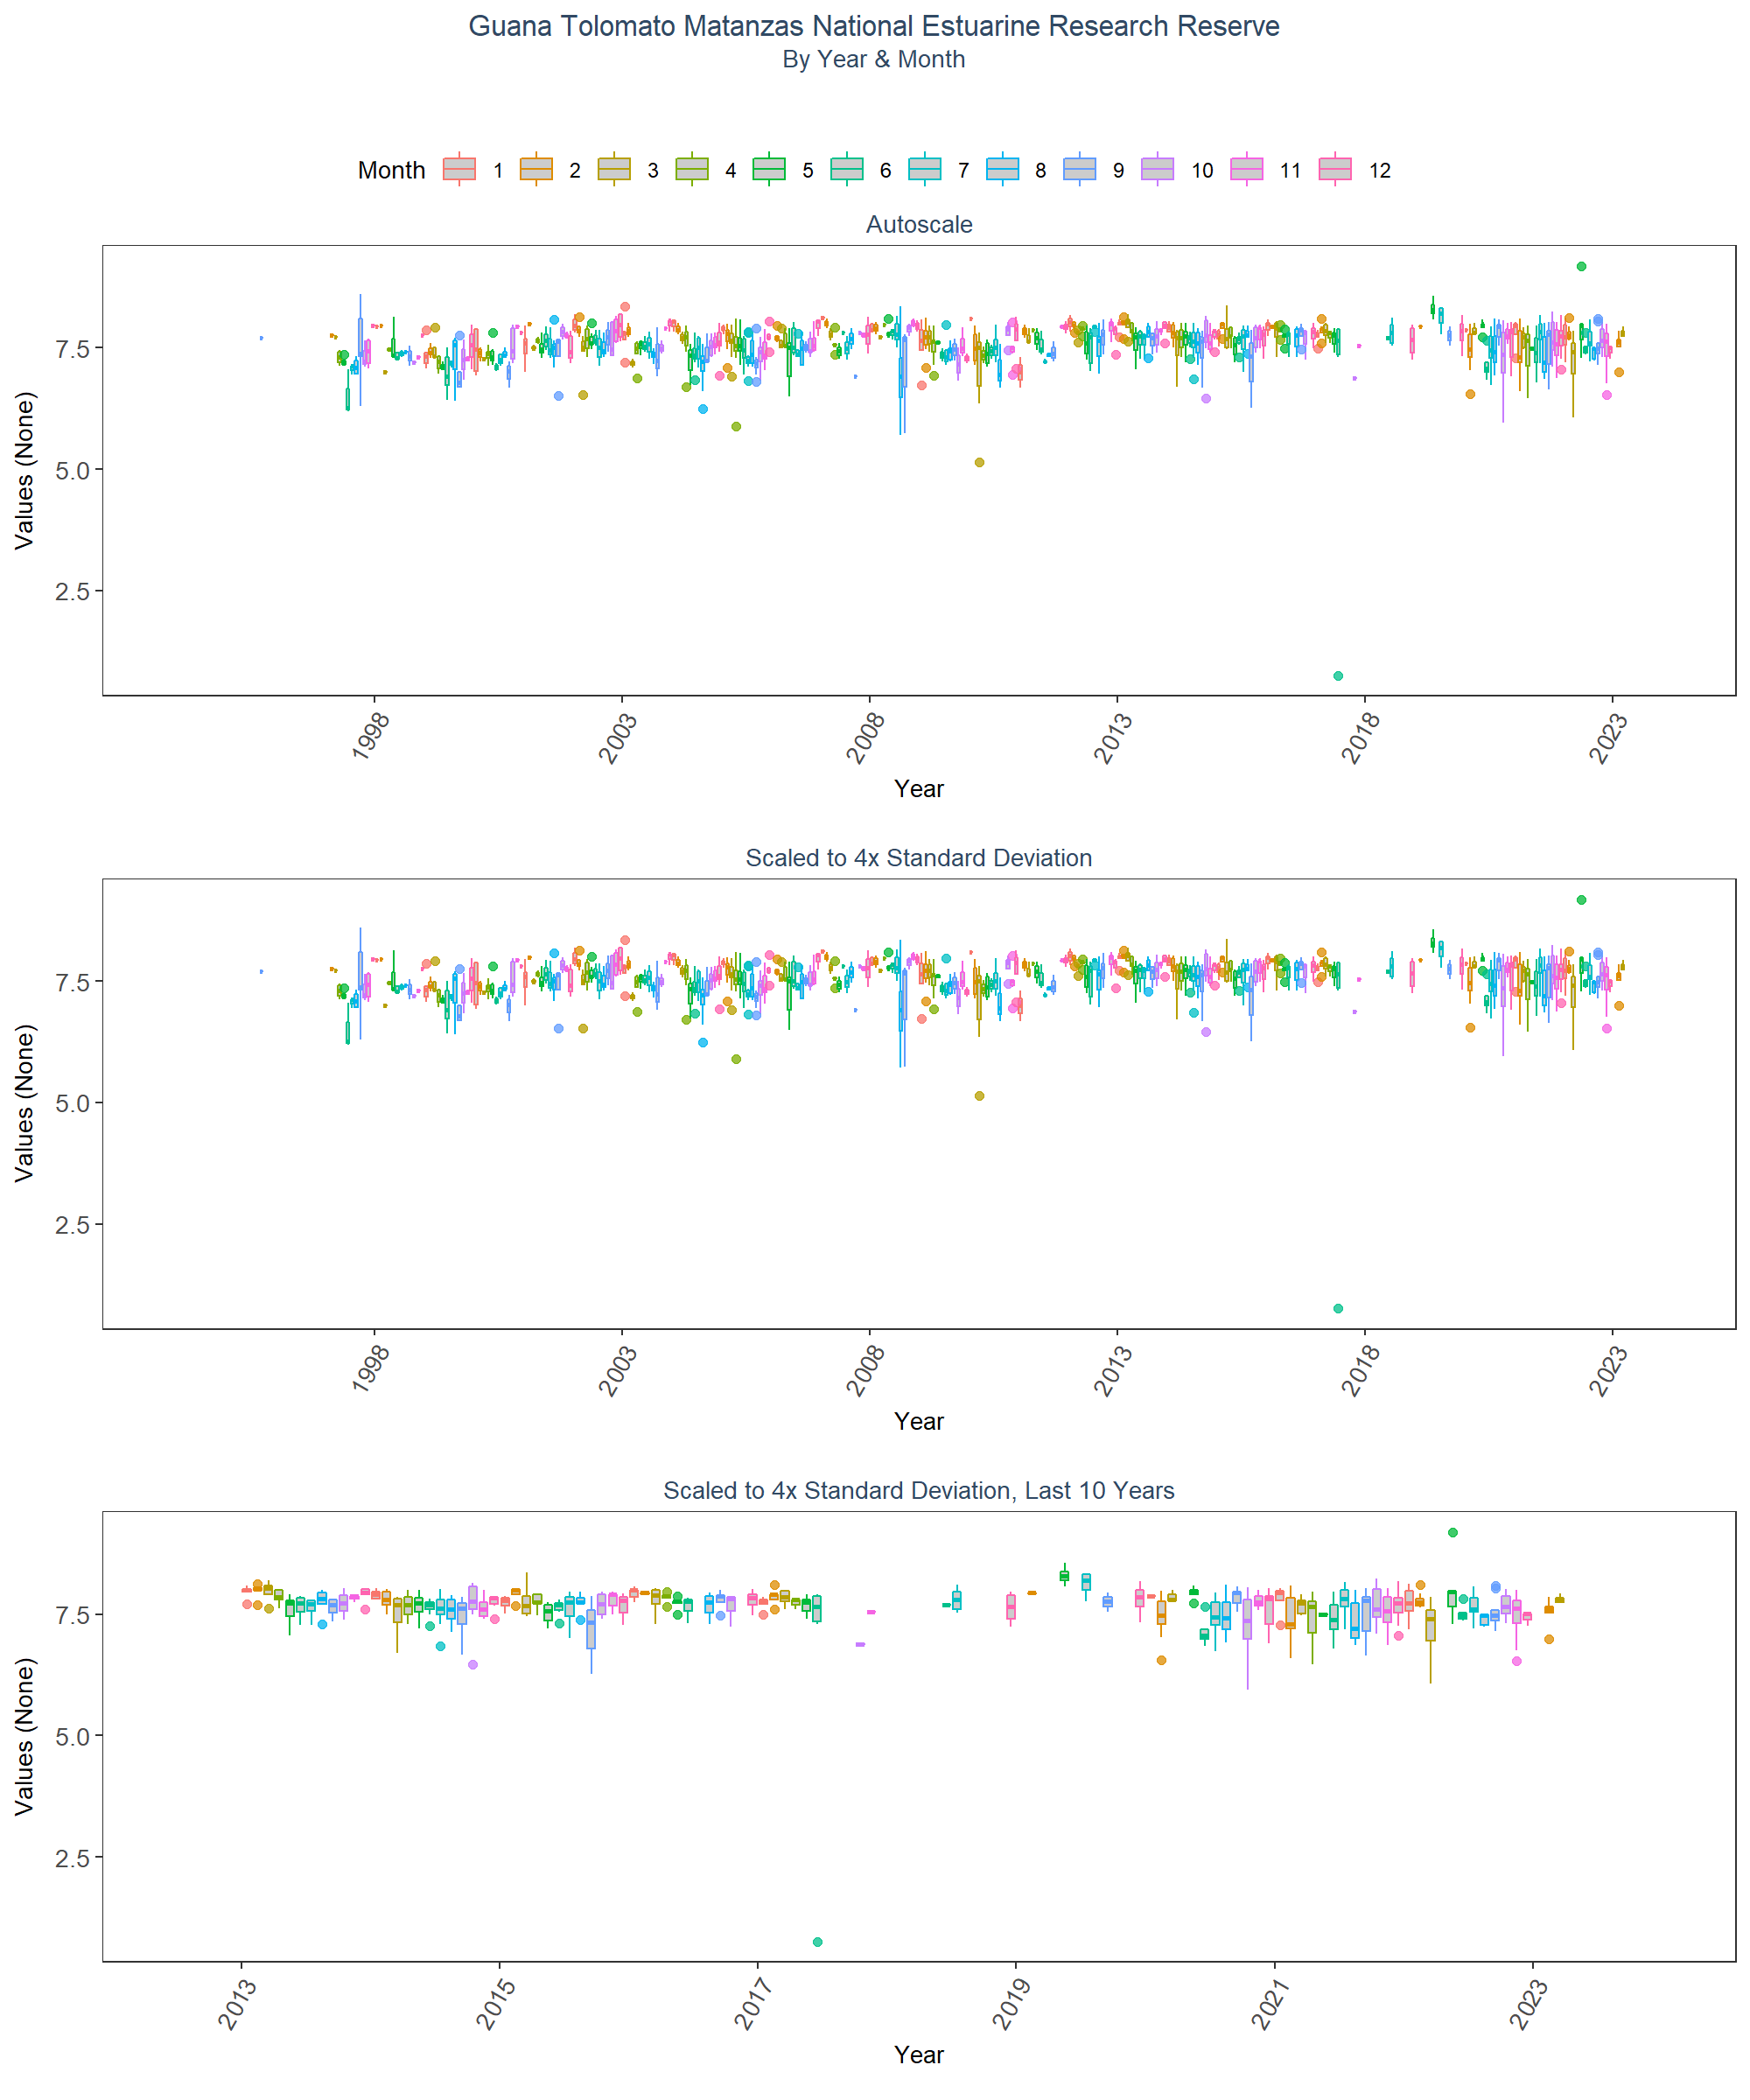 Guana Tolomato Matanzas National Estuarine Research Reserve
By Year & Month
Month 1 2 3 4 5 6 7 8 9 10 11 12
Autoscale
Values (None)
7.5
5.0
2.5
1998 2003 2008 2013 2018 2023
Year
Scaled to 4x Standard Deviation
Values (None)
7.5
5.0
2.5
1998 2003 2008 2013 2018 2023
Year
Scaled to 4x Standard Deviation, Last 10 Years
Values (None)
7.5
5.0
2.5
2013 2015 2017 2019 2021 2023
Year